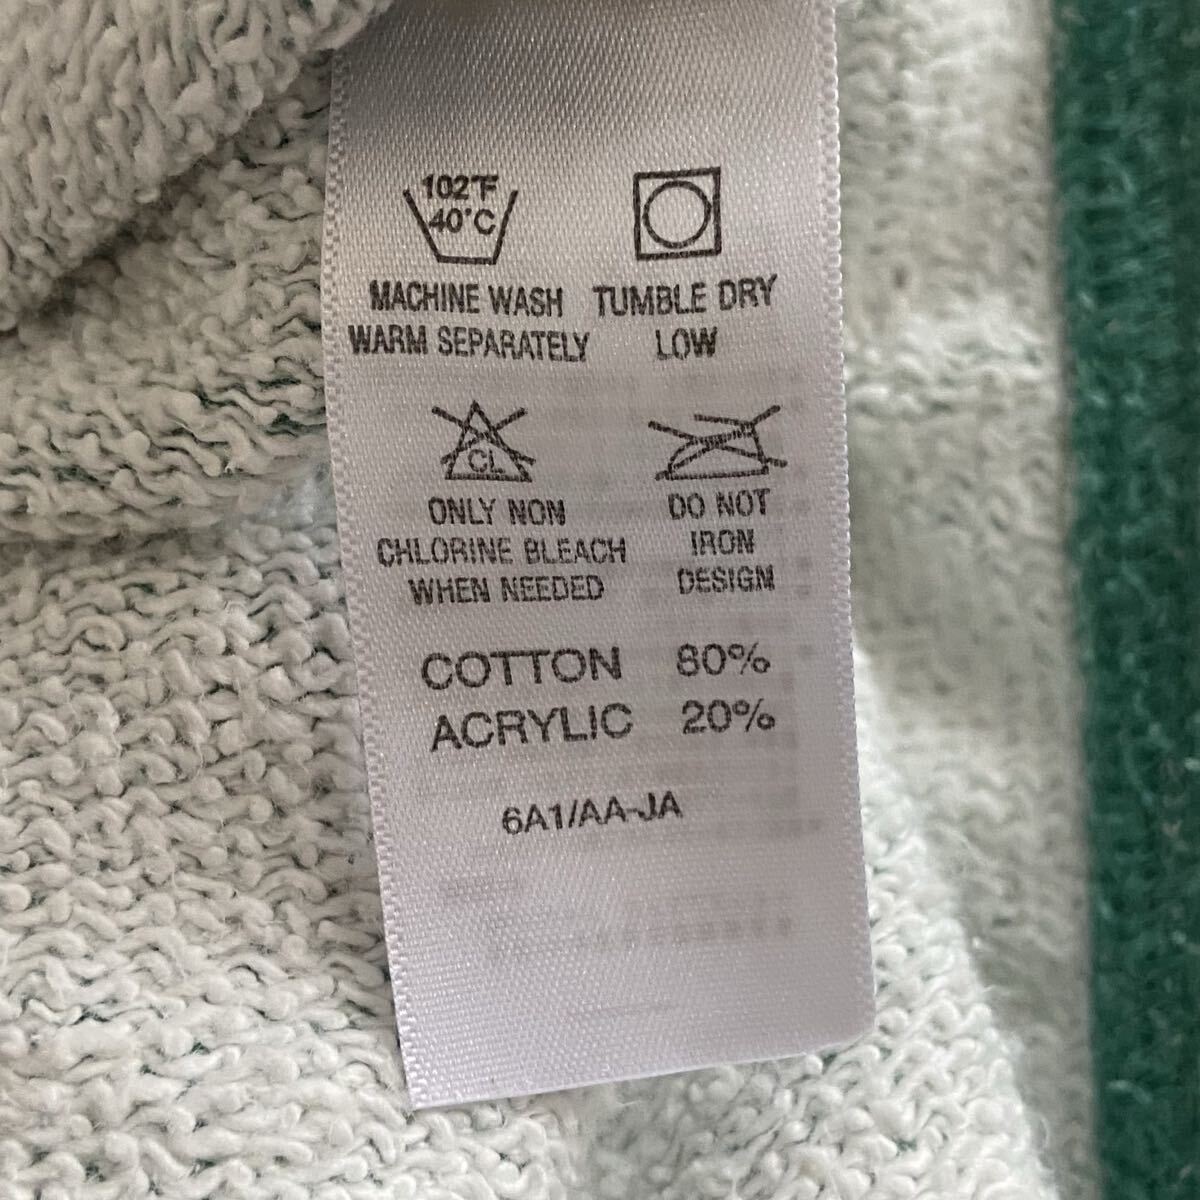 102°F
40°C
MACHINE WASH
WARM SEPARATELY
TUMBLE DRY
LOW
CL
ONLY NON
CHLORINE BLEACH
WHEN NEEDED
DO NOT
IRON
DESIGN
COTTON 80%
ACRYLIC 20%
6A1/AA-JA